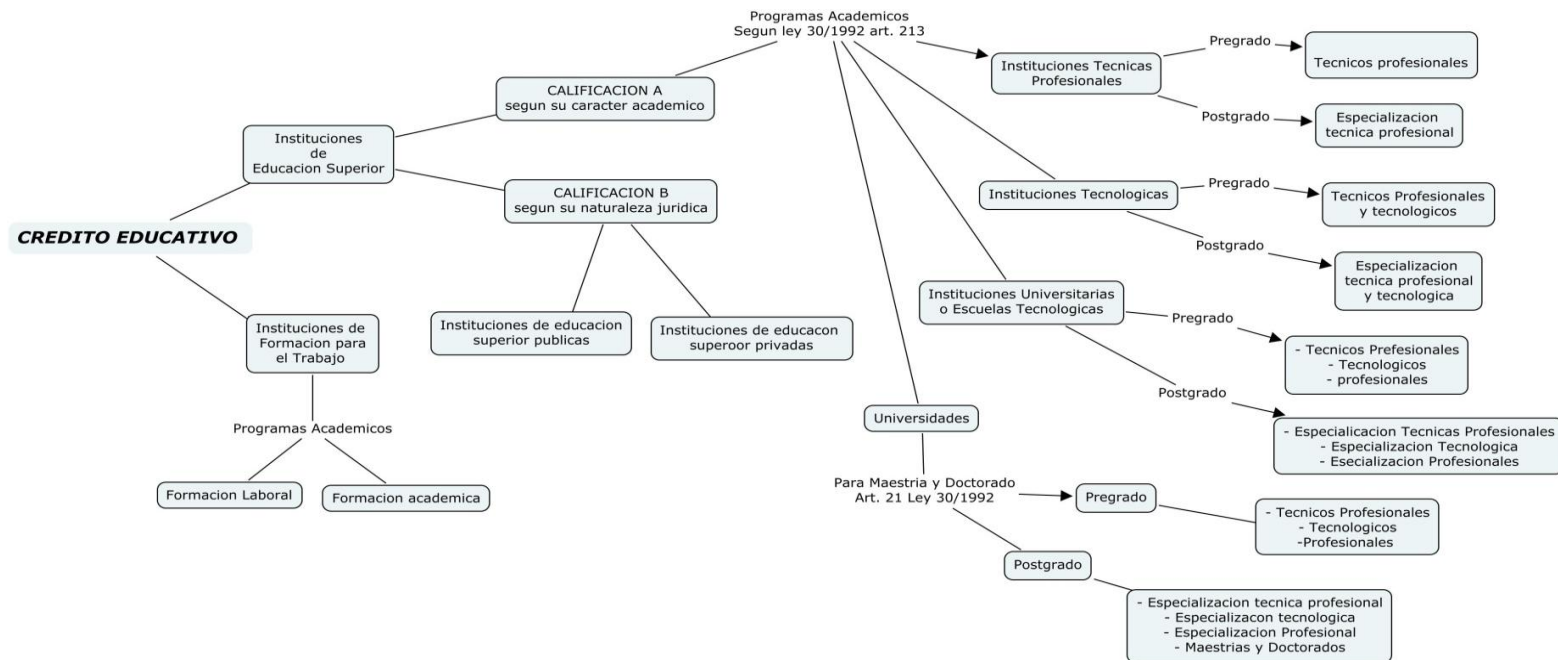 Programas Academicos
Segun ley 30/1992 art. 213
CALIFICACION A
segun su caracter academico
Instituciones
de
Educacion Superior
CALIFICACION B
segun su naturaleza juridica
CREDITO EDUCATIVO
Instituciones de educacion
superior publicas
Instituciones de educacon
superoor privadas
Instituciones de
Formacion para
el Trabajo
Programas Academicos
Formacion Laboral
Formacion academica
Instituciones Tecnicas
Profesionales
Pregrado
Tecnicos profesionales
Postgrado
Especializacion
tecnica profesional
Instituciones Tecnologicas
Pregrado
Tecnicos Profesionales
y tecnologicos
Postgrado
Especializacion
tecnica profesional
y tecnologica
Instituciones Universitarias
o Escuelas Tecnologicas
Pregrado
- Tecnicos Prefesionales
- Tecnologicos
- profesionales
Postgrado
- Especialicacion Tecnicas Profesionales
- Especializacion Tecnologica
- Esecializacion Profesionales
Universidades
Para Maestria y Doctorado
Art. 21 Ley 30/1992
Pregrado
- Tecnicos Profesionales
- Tecnologicos
-Profesionales
Postgrado
- Especializacion tecnica profesional
- Especializacon tecnologica
- Especializacion Profesional
- Maestrias y Doctorados